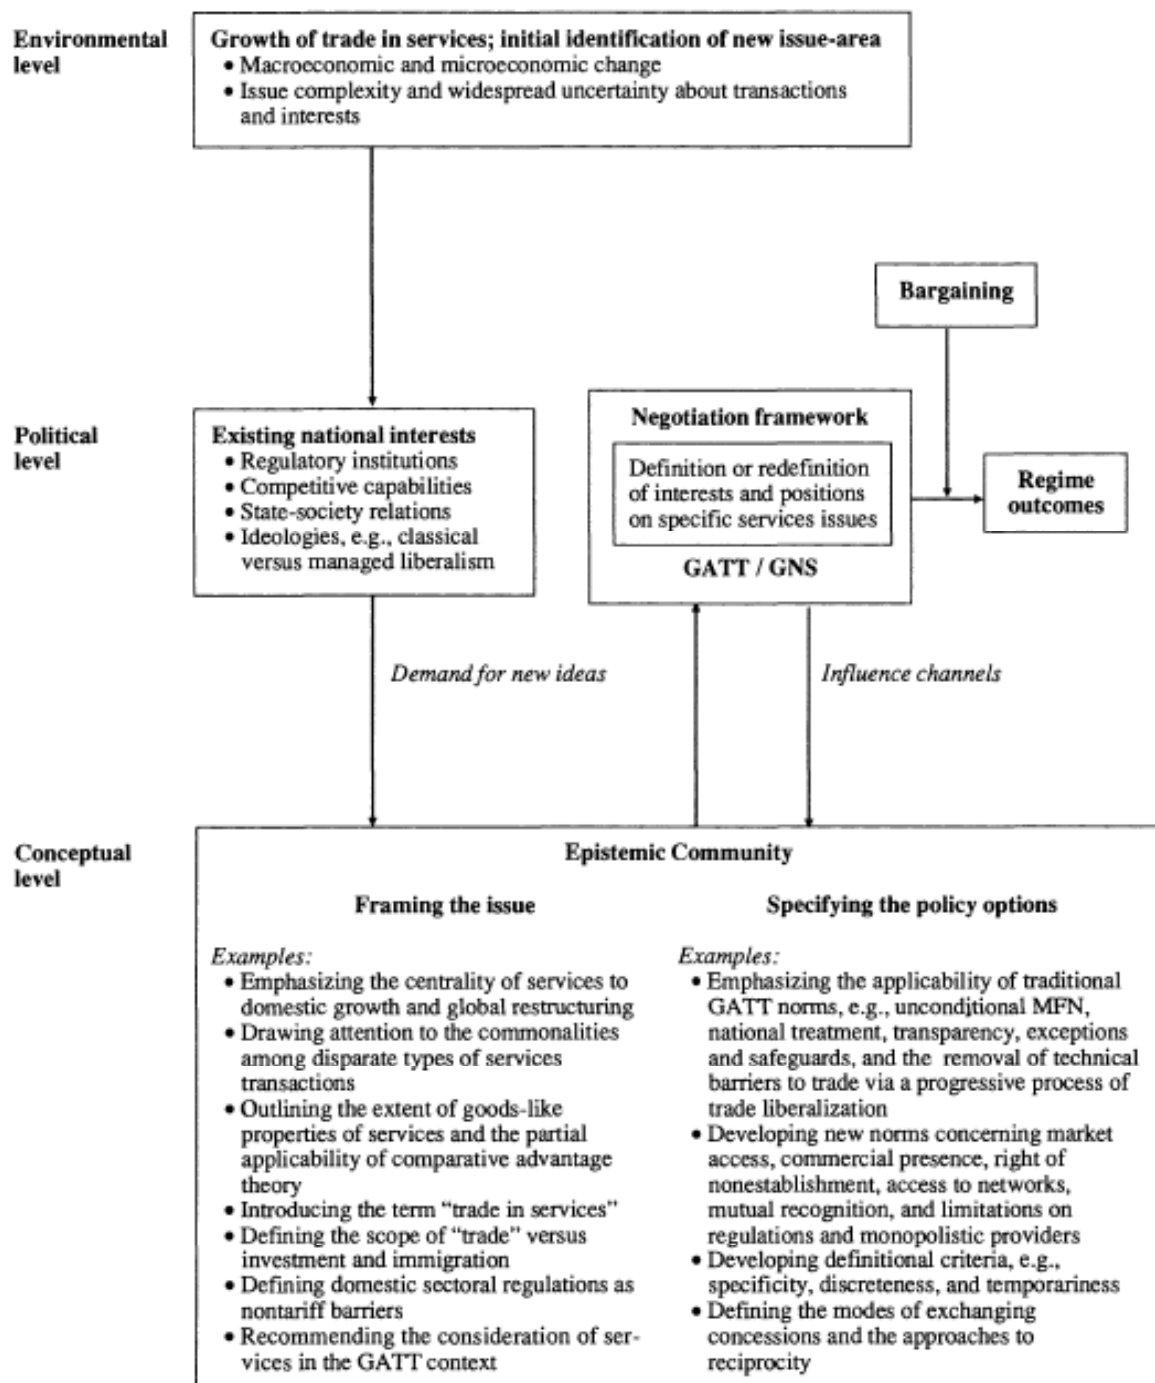 Environmental
level
Growth of trade in services; initial identification of new issue-area
• Macroeconomic and microeconomic change
• Issue complexity and widespread uncertainty about transactions
and interests
Bargaining
Political
level
Existing national interests
• Regulatory institutions
• Competitive capabilities
• State-society relations
• Ideologies, e.g., classical
versus managed liberalism
Negotiation framework
Definition or redefinition
of interests and positions
on specific services issues
GATT / GNS
Regime
outcomes
Demand for new ideas
Influence channels
Conceptual
level
Epistemic Community
Framing the issue
Examples:
• Emphasizing the centrality of services to
domestic growth and global restructuring
• Drawing attention to the commonalities
among disparate types of services
transactions
• Outlining the extent of goods-like
properties of services and the partial
applicability of comparative advantage
theory
• Introducing the term “trade in services”
• Defining the scope of “trade” versus
investment and immigration
• Defining domestic sectoral regulations as
nontariff barriers
• Recommending the consideration of ser-
vices in the GATT context
Specifying the policy options
Examples:
• Emphasizing the applicability of traditional
GATT norms, e.g., unconditional MFN,
national treatment, transparency, exceptions
and safeguards, and the removal of technical
barriers to trade via a progressive process of
trade liberalization
• Developing new norms concerning market
access, commercial presence, right of
nonestablishment, access to networks,
mutual recognition, and limitations on
regulations and monopolistic providers
• Developing definitional criteria, e.g.,
specificity, discreteness, and temporariness
• Defining the modes of exchanging
concessions and the approaches to
reciprocity